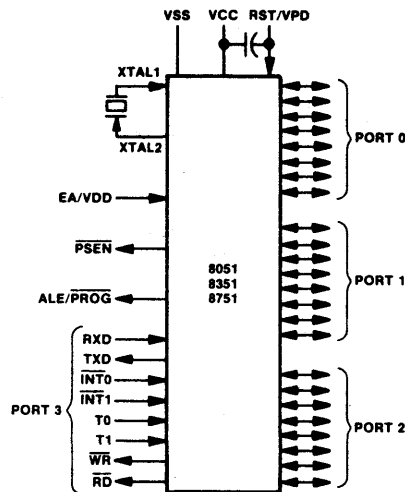 VSS VCC RST/VPD
XTAL1
XTAL2
PORT 0
EA/VDD
PSEN
ALE/PROG
8051
8351
8751
PORT 1
RXD
TXD
INT0
INT1
T0
T1
WR
RD
PORT 3
PORT 2